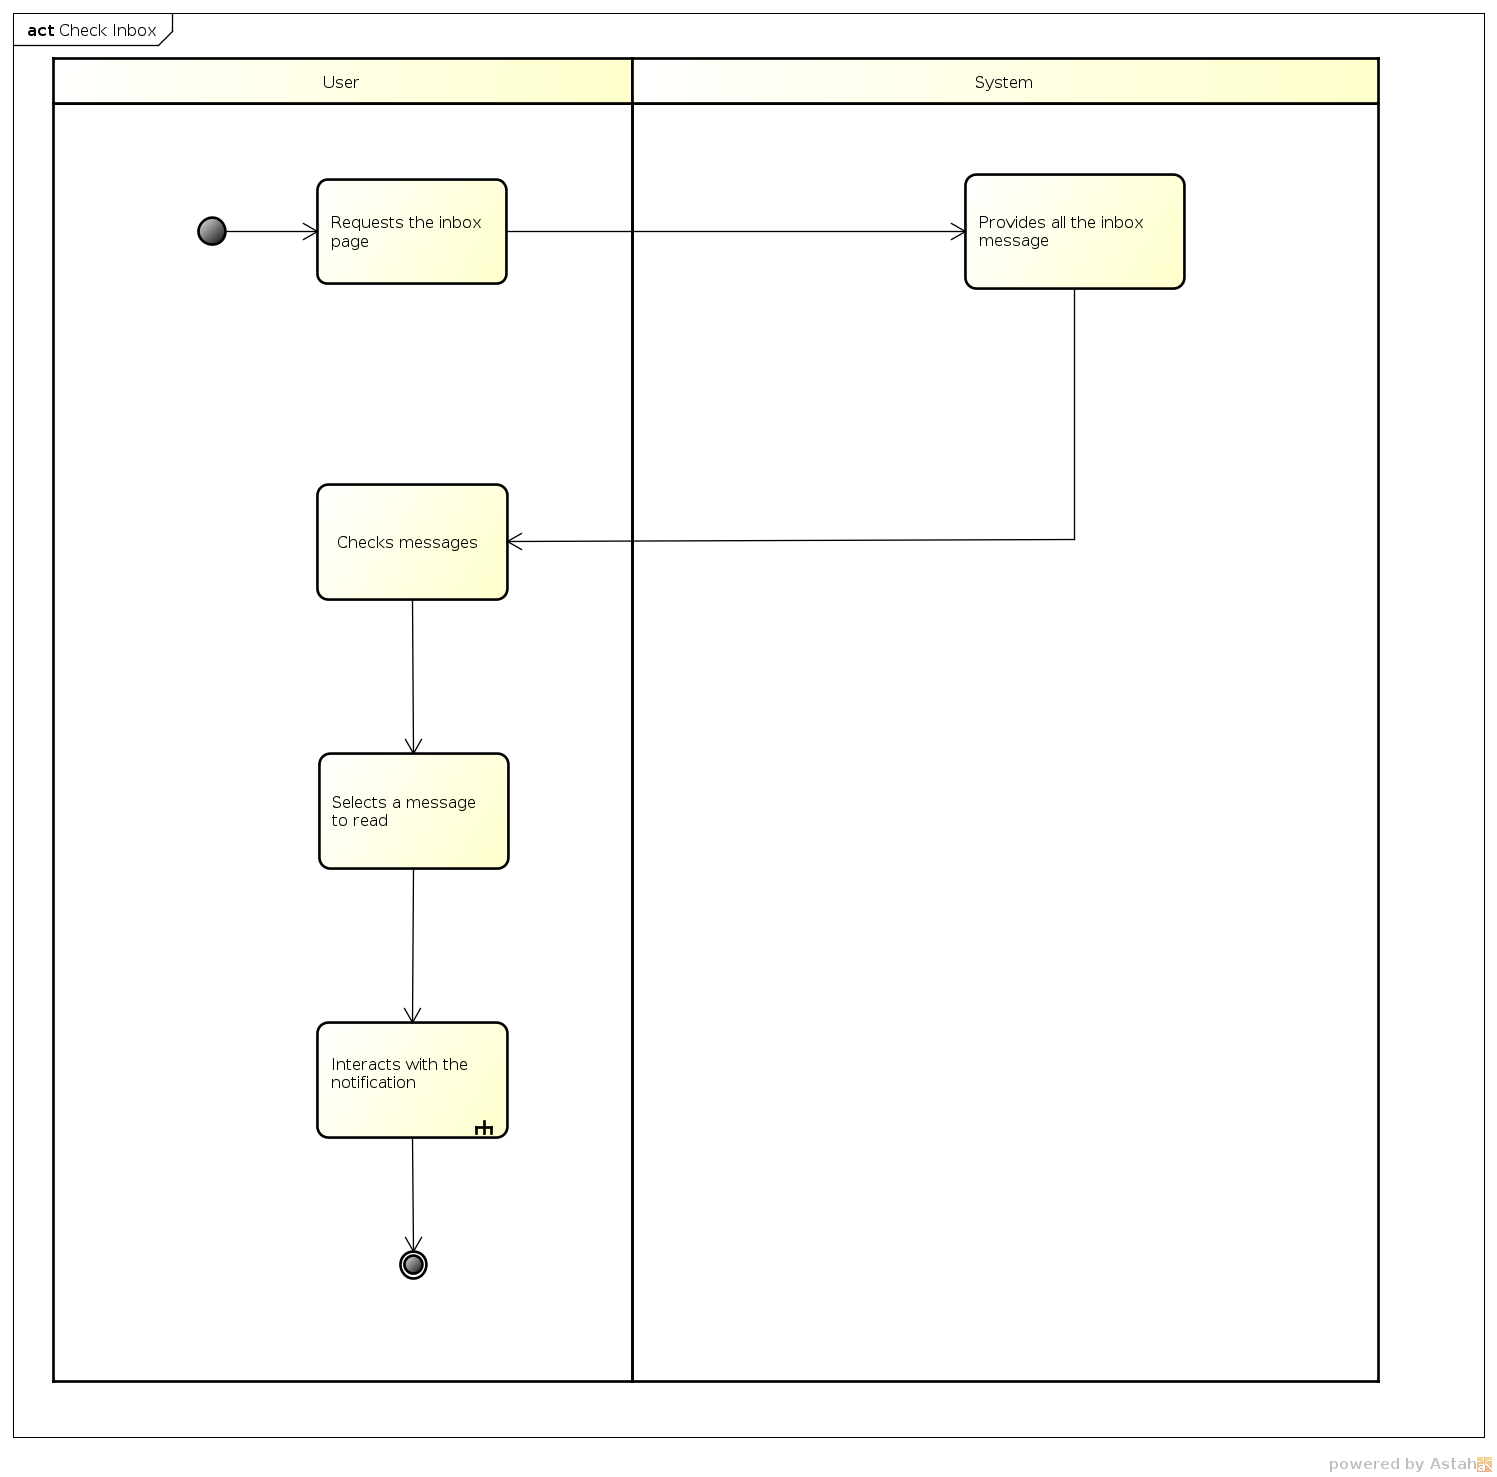 act Check Inbox
User
System
Requests the inbox
page
Provides all the inbox
message
Checks messages
Selects a message
to read
Interacts with the
notification
powered by Astah